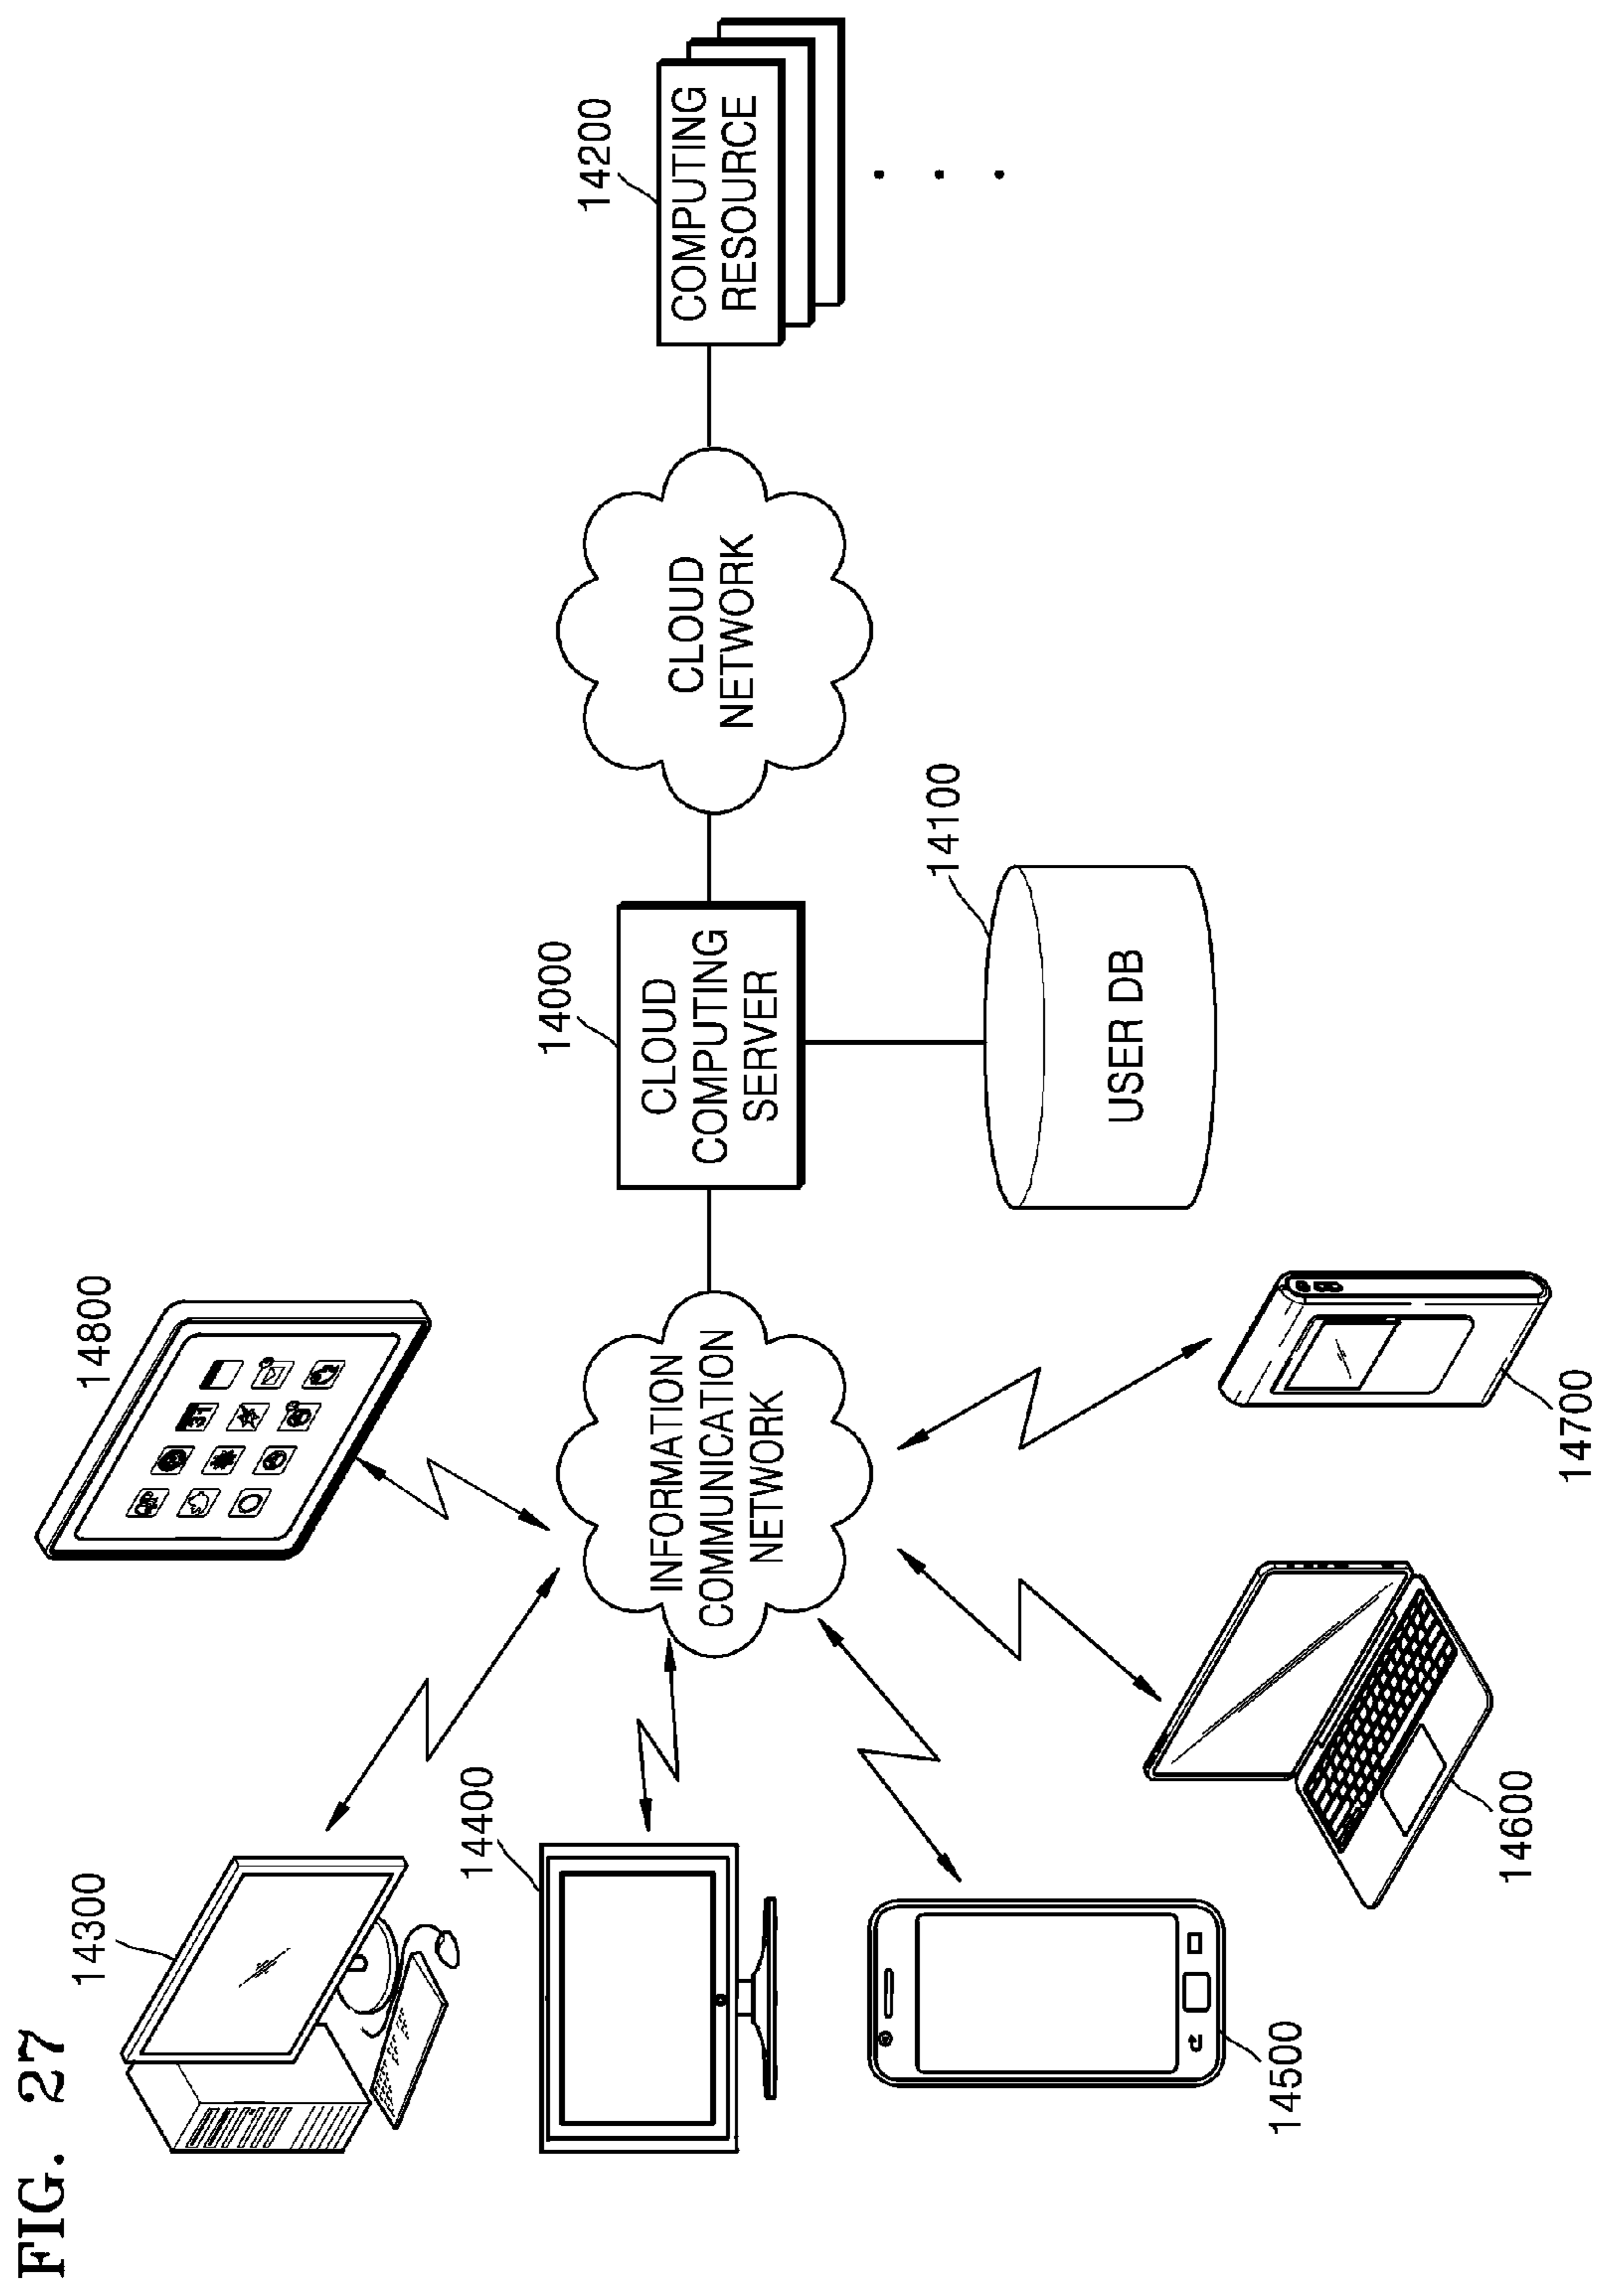 FIG. 27
14800
14300
14400
14500
14600
14700
INFORMATION
COMMUNICATION
NETWORK
14000
CLOUD
COMPUTING
SERVER
14100
USER DB
CLOUD
NETWORK
14200
COMPUTING
RESOURCE
31